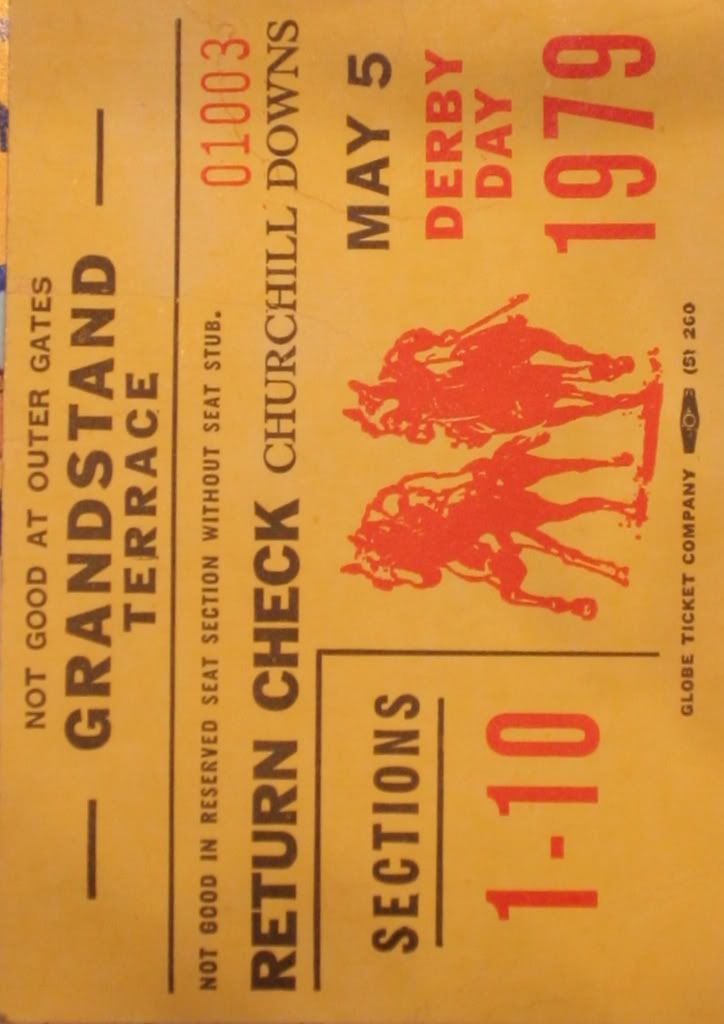 NOT GOOD AT OUTER GATES
GRANDSTAND
TERRACE
NOT GOOD IN RESERVED SEAT SECTION WITHOUT SEAT STUB.
01003
RETURN CHECK CHURCHILL DOWNS
SECTIONS
1-10
MAY 5
DERBY
DAY
1979
GLOBE TICKET COMPANY (5) 260